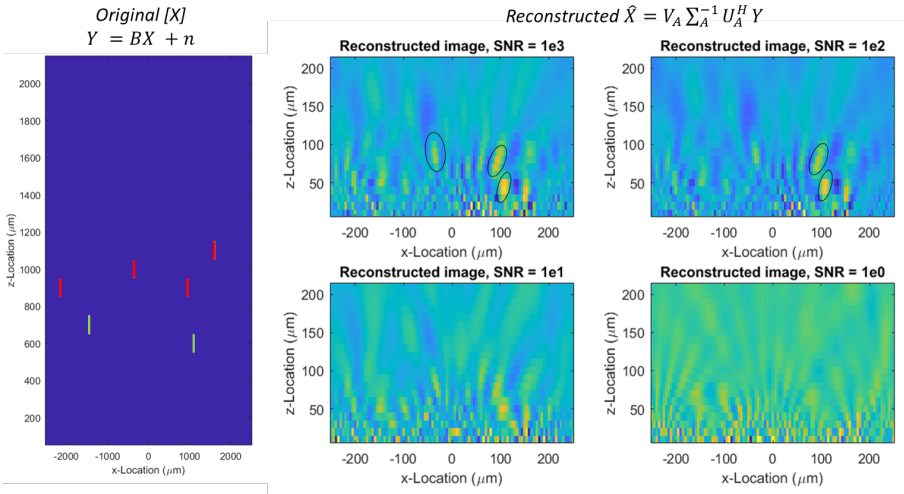 Original [X]
Y = BX + n
Reconstructed X̂ = V_A ∑_A^{-1} U_A^H Y
2000
1800
1600
1400
1200
1000
800
600
400
200
z-Location (μm)
-2000 -1000 0 1000 2000
x-Location (μm)
Reconstructed image, SNR = 1e3
200
150
100
50
z-Location (μm)
-200 -100 0 100 200
x-Location (μm)
Reconstructed image, SNR = 1e2
200
150
100
50
z-Location (μm)
-200 -100 0 100 200
x-Location (μm)
Reconstructed image, SNR = 1e1
200
150
100
50
z-Location (μm)
-200 -100 0 100 200
x-Location (μm)
Reconstructed image, SNR = 1e0
200
150
100
50
z-Location (μm)
-200 -100 0 100 200
x-Location (μm)